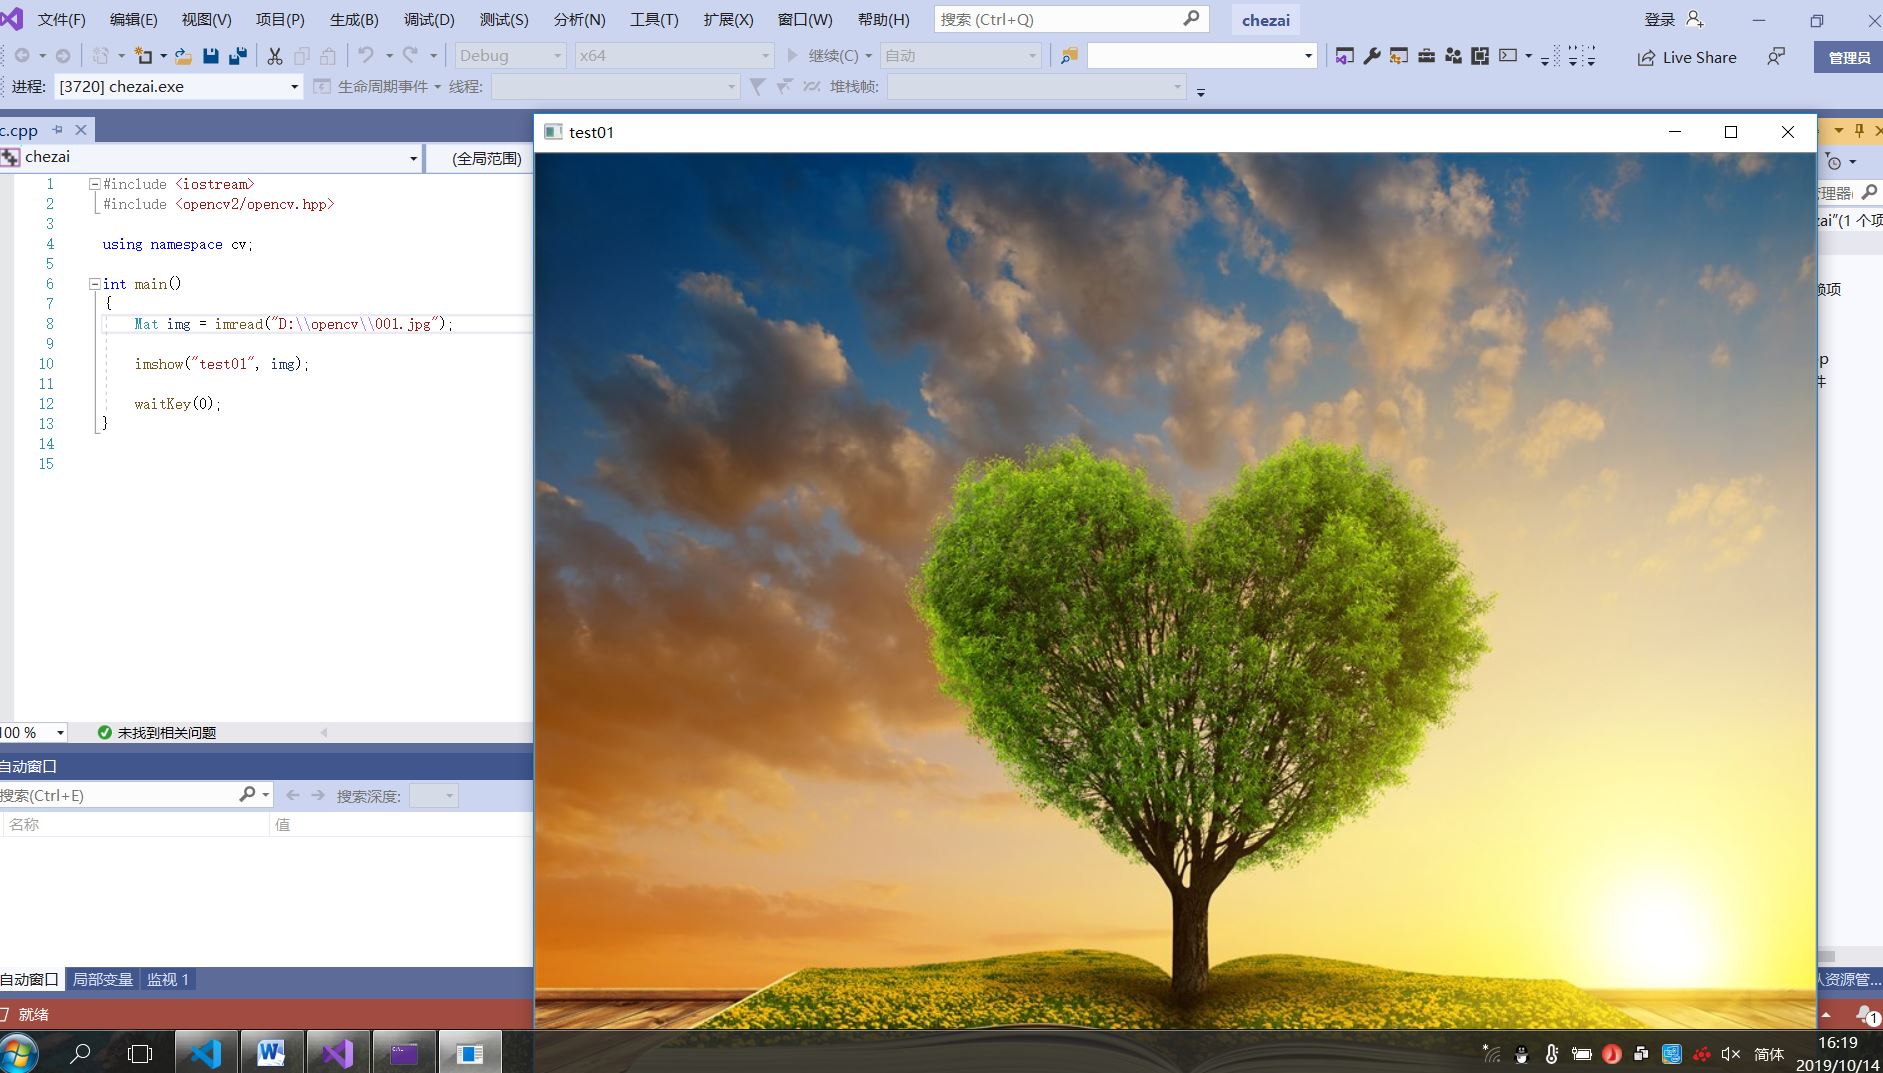 文件(F) 编辑(E) 视图(V) 项目(P) 生成(B) 调试(D) 测试(S) 分析(N) 工具(T) 扩展(X) 窗口(W) 帮助(H) 搜索 (Ctrl+Q) chezai 登录
Debug x64 继续(C) 自动 Live Share 管理员
进程: [3720] chezai.exe 生命周期事件 线程: 堆栈帧:
c.cpp
chezai (全局范围)
test01
1 #include <iostream>
2 #include <opencv2/opencv.hpp>
3
4 using namespace cv;
5
6 int main()
7 {
8 Mat img = imread("D:\\opencv\\001.jpg");
9
10 imshow("test01", img);
11
12 waitKey(0);
13 }
14
15
管理器
zai"(1 个项
赖项
p
件
100 % 未找到相关问题
自动窗口
搜索(Ctrl+E) 搜索深度:
名称 值
自动窗口 局部变量 监视 1
资源管...
就绪
1
简体
16:19
2019/10/14